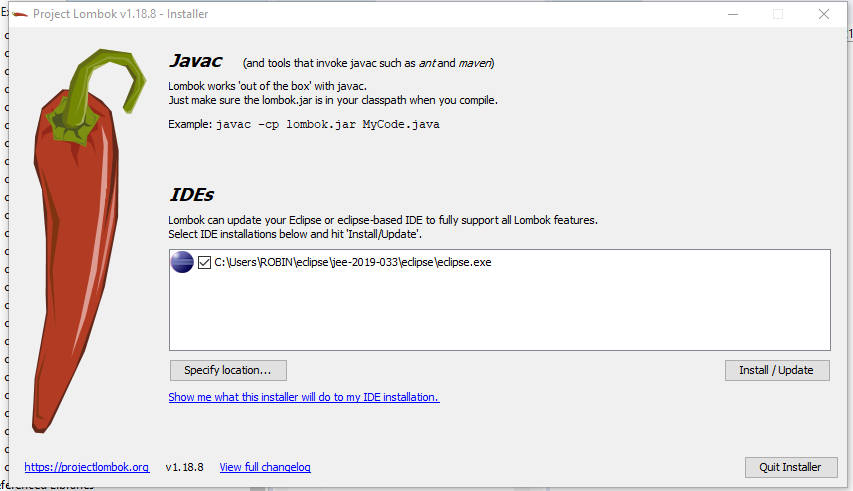 Project Lombok v1.18.8 - Installer
Javac (and tools that invoke javac such as ant and maven)
Lombok works 'out of the box' with javac.
Just make sure the lombok.jar is in your classpath when you compile.
Example: javac -cp lombok.jar MyCode.java
IDEs
Lombok can update your Eclipse or eclipse-based IDE to fully support all Lombok features.
Select IDE installations below and hit 'Install/Update'.
C:\Users\ROBIN\eclipse\jee-2019-033\eclipse\eclipse.exe
Specify location... Install / Update
Show me what this installer will do to my IDE installation.
https://projectlombok.org v1.18.8 View full changelog Quit Installer